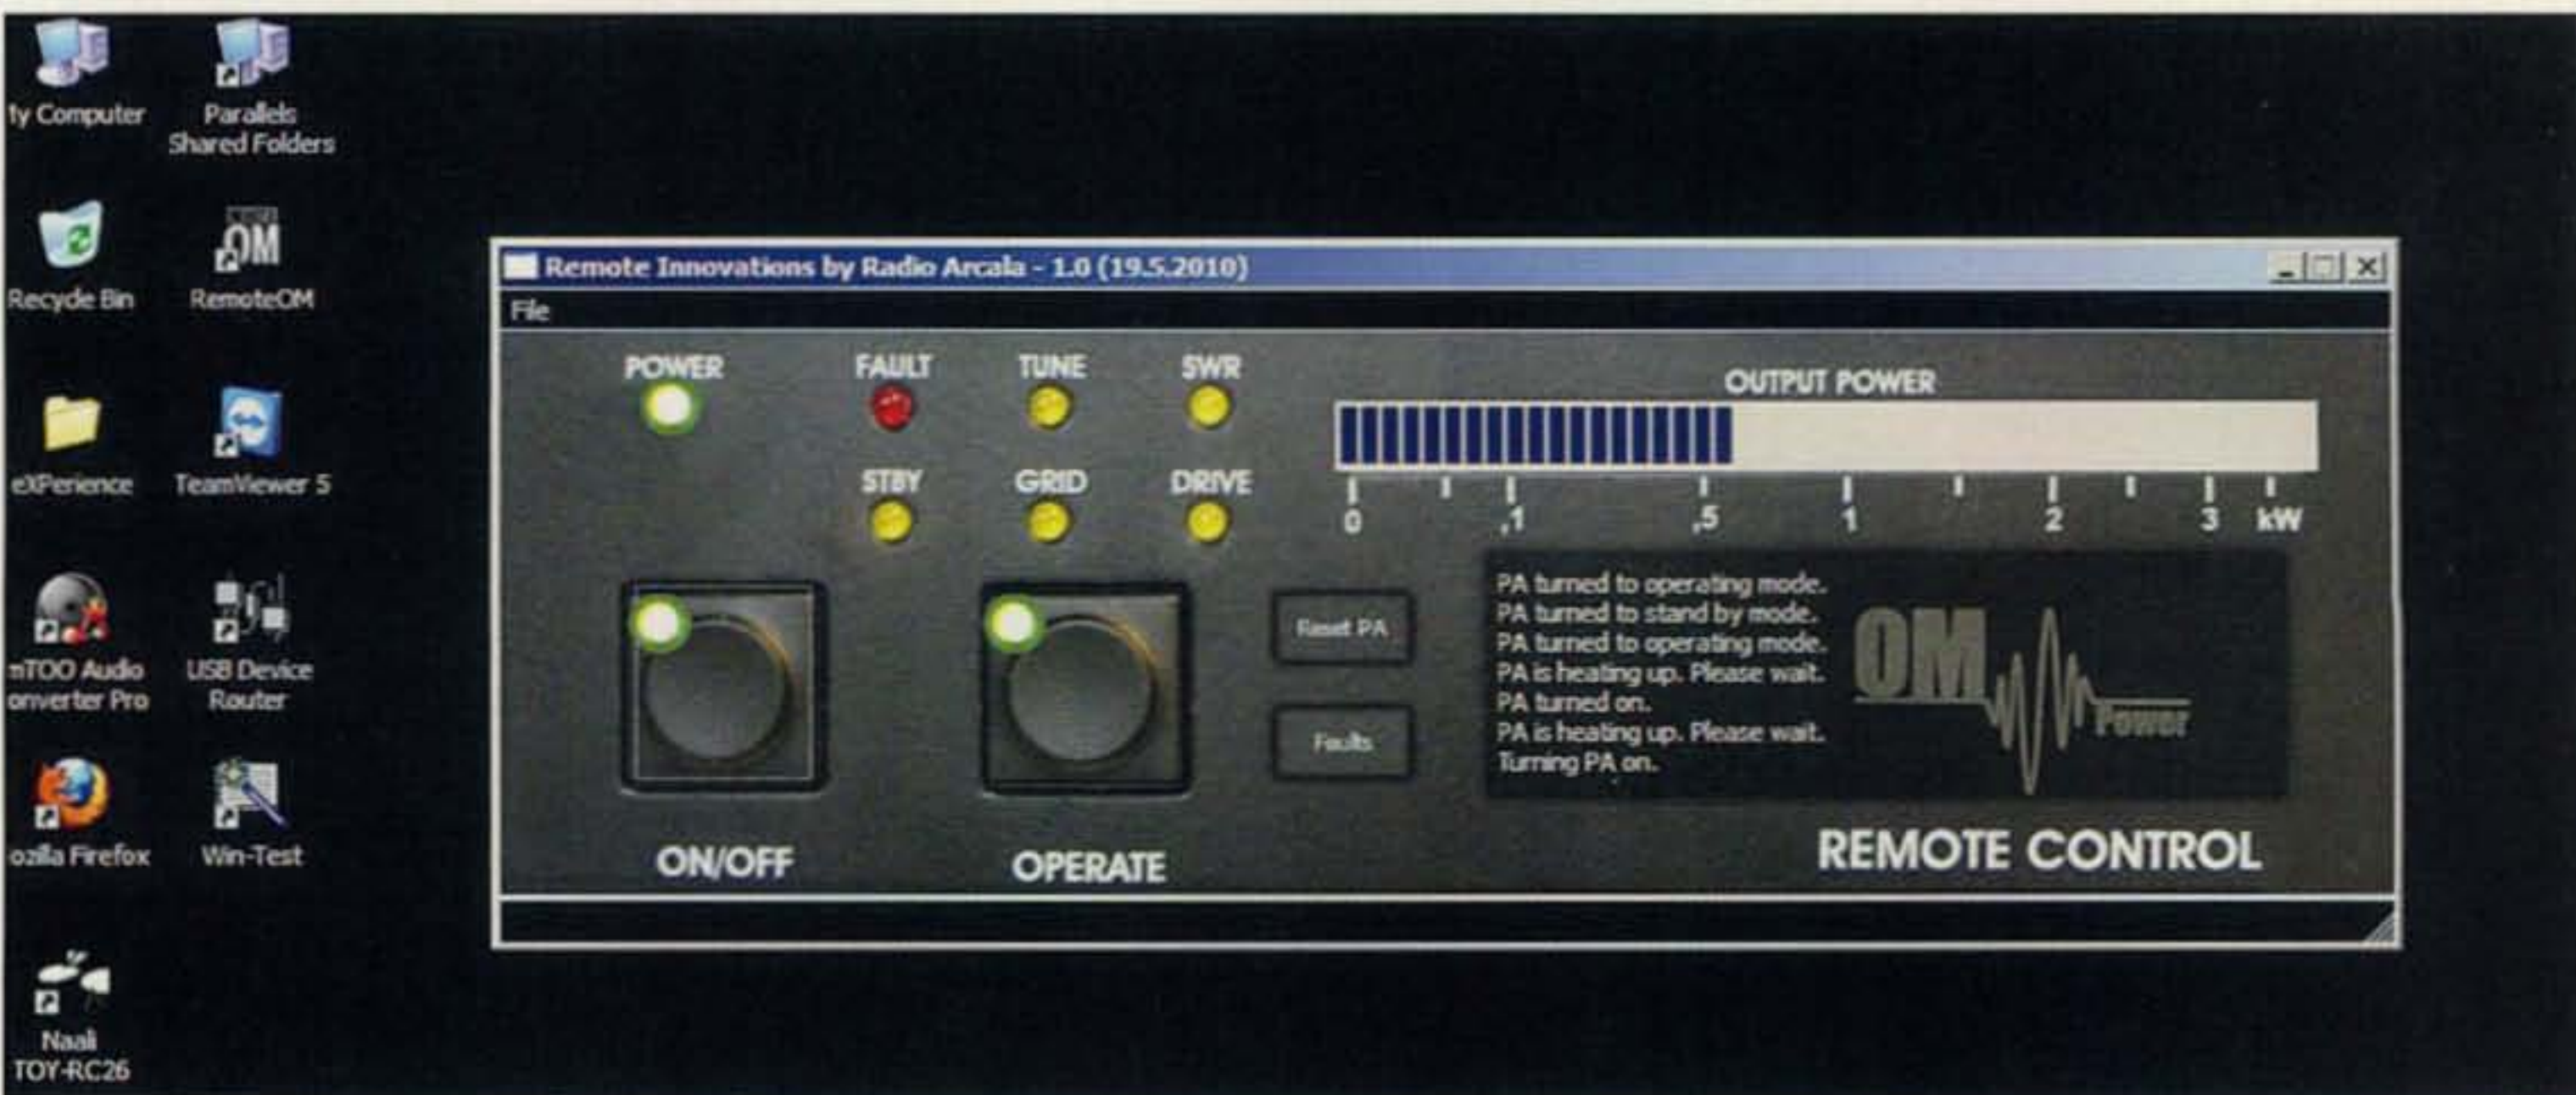 ty Computer
Parallels
Shared Folders
Recycle Bin
RemoteOM
eXPerience
TeamViewer 5
mTOO Audio
onverter Pro
USB Device
Router
ozilla Firefox
Win-Test
Naali
TOY-RC26
Remote Innovations by Radio Arcala - 1.0 (19.5.2010)
File
POWER FAULT TUNE SWR
OUTPUT POWER
STBY GRID DRIVE
0 ,1 ,5 1 2 3 kW
Reset PA
Faults
PA turned to operating mode.
PA turned to stand by mode.
PA turned to operating mode.
PA is heating up. Please wait.
PA turned on.
PA is heating up. Please wait.
Turning PA on.
OM
Power
ON/OFF
OPERATE
REMOTE CONTROL